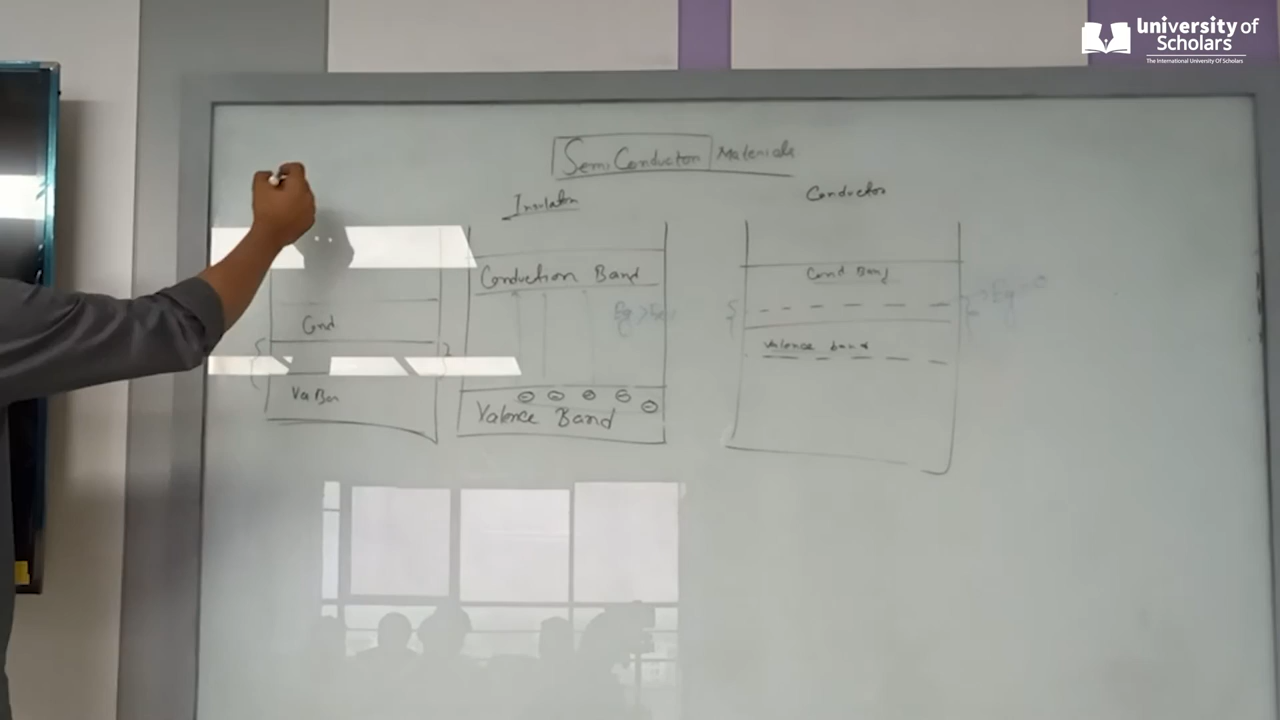 University of
Scholars
The International University Of Scholars
Semi Conductor Materials
Insulator
Conductor
Conduction Band
Cond Band
Cond
Valence band
Va Ban
Valence Band